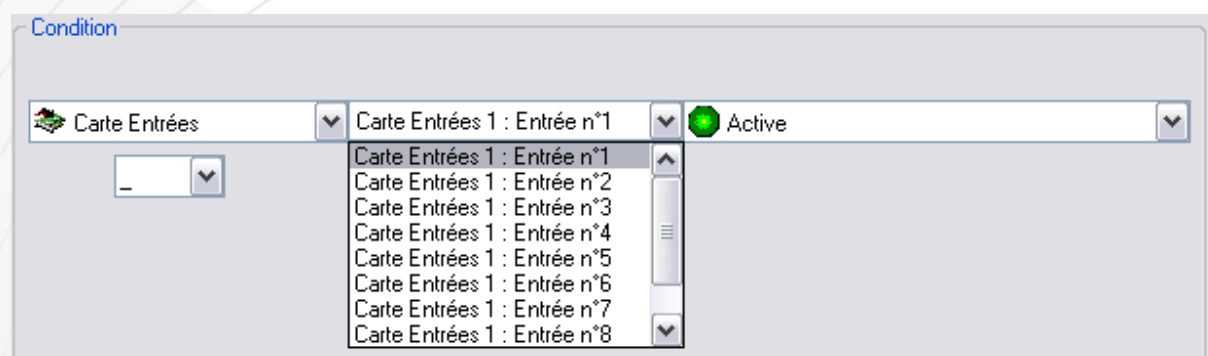 Condition
Carte Entrées Carte Entrées 1 : Entrée n°1 Active
_ Carte Entrées 1 : Entrée n°1
Carte Entrées 1 : Entrée n°2
Carte Entrées 1 : Entrée n°3
Carte Entrées 1 : Entrée n°4
Carte Entrées 1 : Entrée n°5
Carte Entrées 1 : Entrée n°6
Carte Entrées 1 : Entrée n°7
Carte Entrées 1 : Entrée n°8